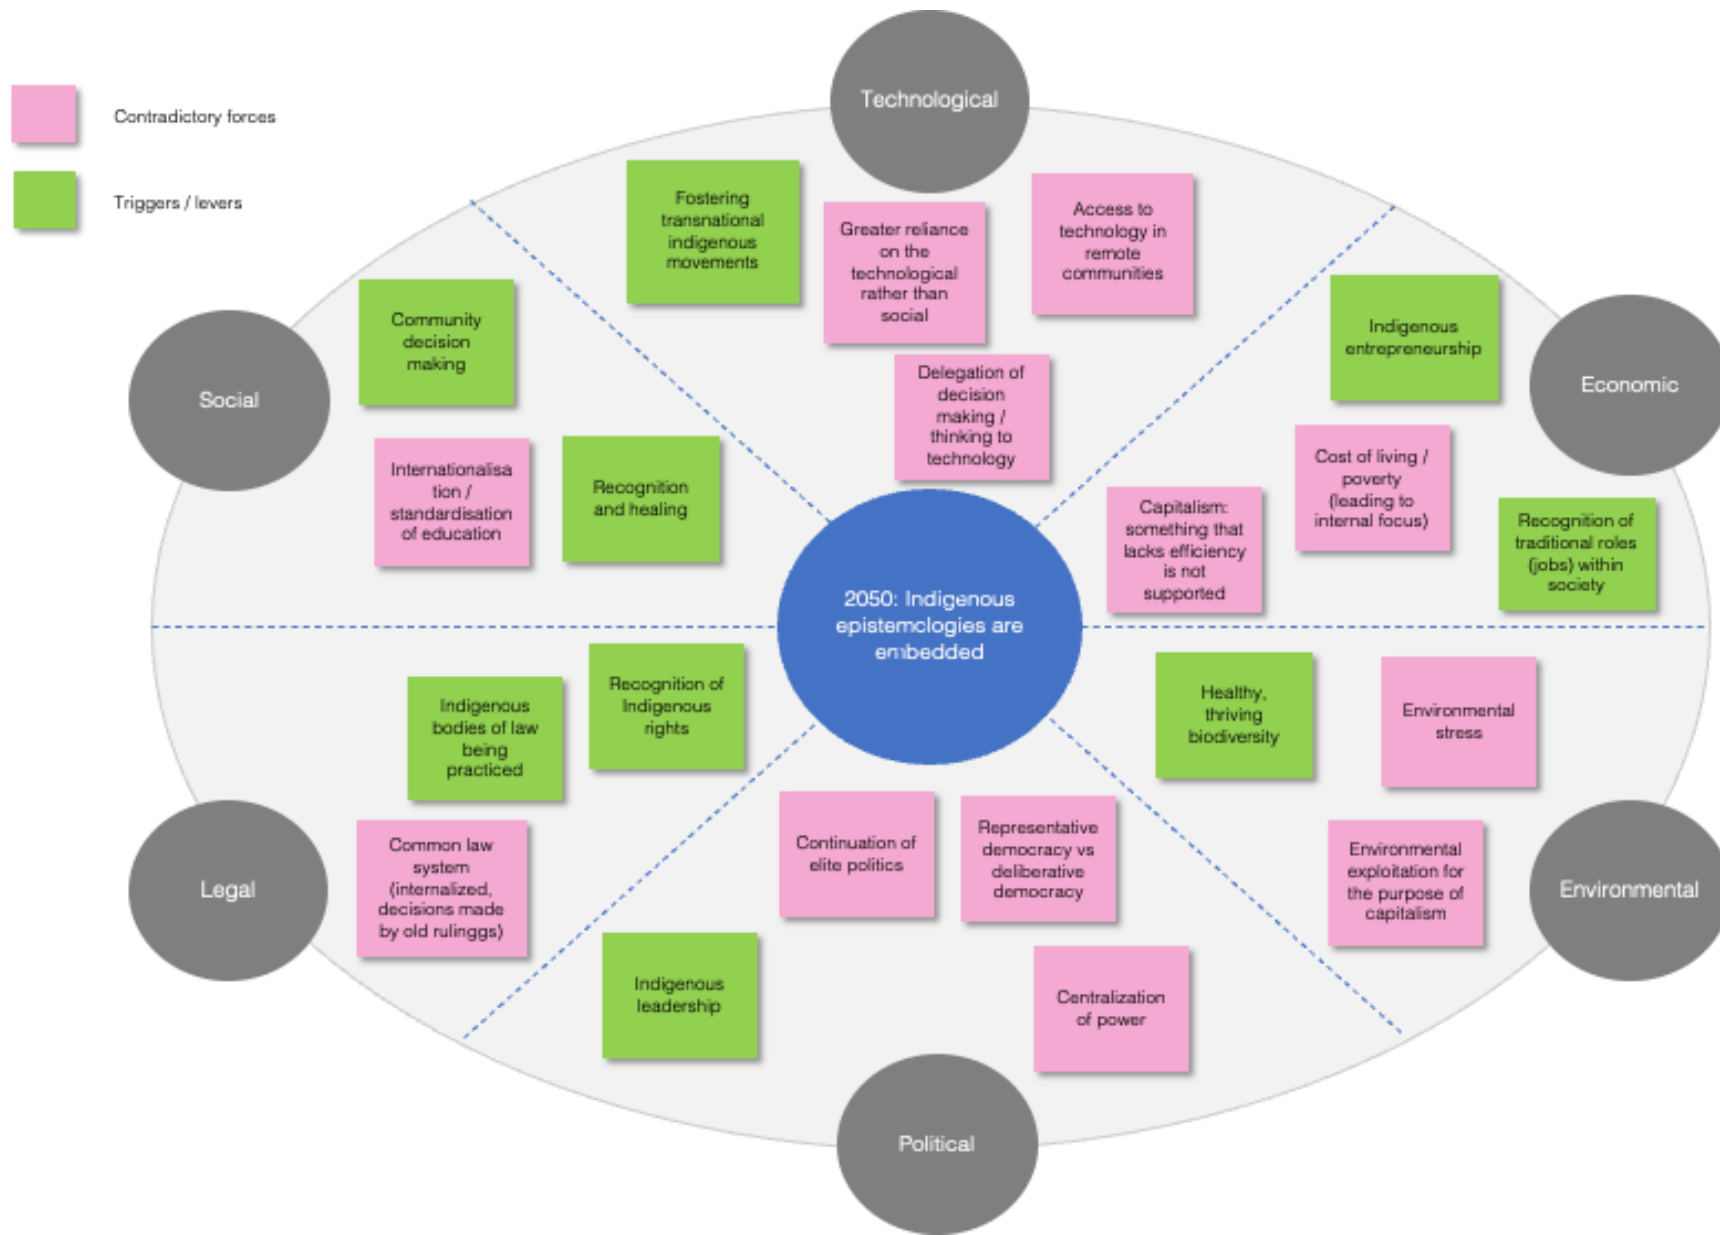 Technological
Contradictory forces
Triggers / levers
Fostering
transnational
indigenous
movements
Greater reliance
on the
technological
rather than
social
Access to
technology in
remote
communities
Delegation of
decision
making /
thinking to
technology
Social
Community
decision
making
Internationalisa
tion /
standardisation
of education
Recognition
and healing
Economic
Indigenous
entrepreneurship
Cost of living /
poverty
(leading to
internal focus)
Capitalism:
something that
lacks efficiency
is not
supported
Recognition of
traditional roles
(jobs) within
society
2050: Indigenous
epistemologies are
embedded
Legal
Indigenous
bodies of law
being
practiced
Recognition of
Indigenous
rights
Common law
system
(internalized,
decisions made
by old rulinggs)
Political
Continuation of
elite politics
Representative
democracy vs
deliberative
democracy
Indigenous
leadership
Centralization
of power
Environmental
Healthy,
thriving
biodiversity
Environmental
stress
Environmental
exploitation for
the purpose of
capitalism